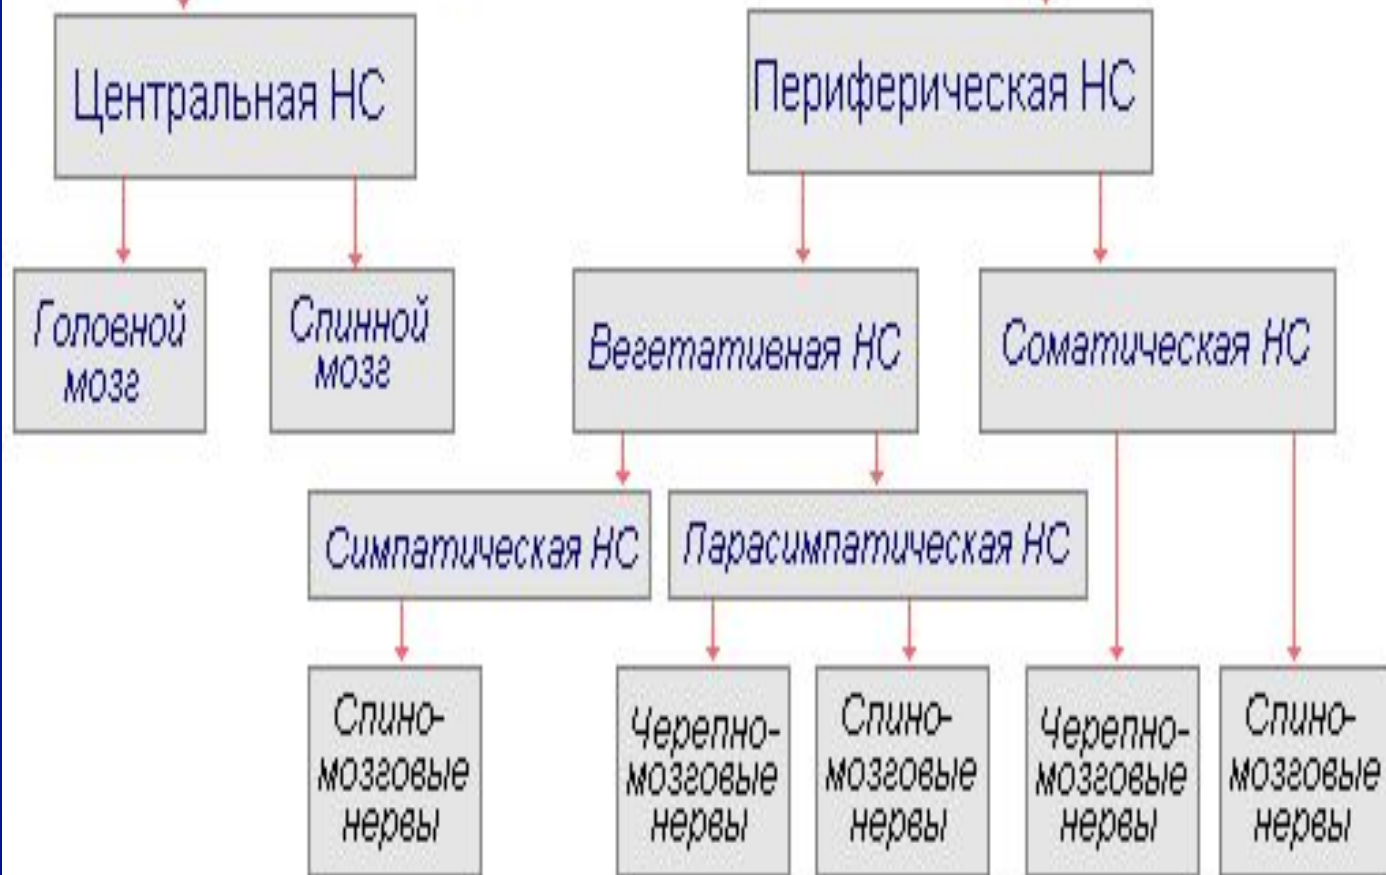 Центральная НС
Периферическая НС
Головной
мозг
Спинной
мозг
Вегетативная НС
Соматическая НС
Симпатическая НС
Парасимпатическая НС
Спино-
мозговые
нервы
Черепно-
мозговые
нервы
Спино-
мозговые
нервы
Черепно-
мозговые
нервы
Спино-
мозговые
нервы